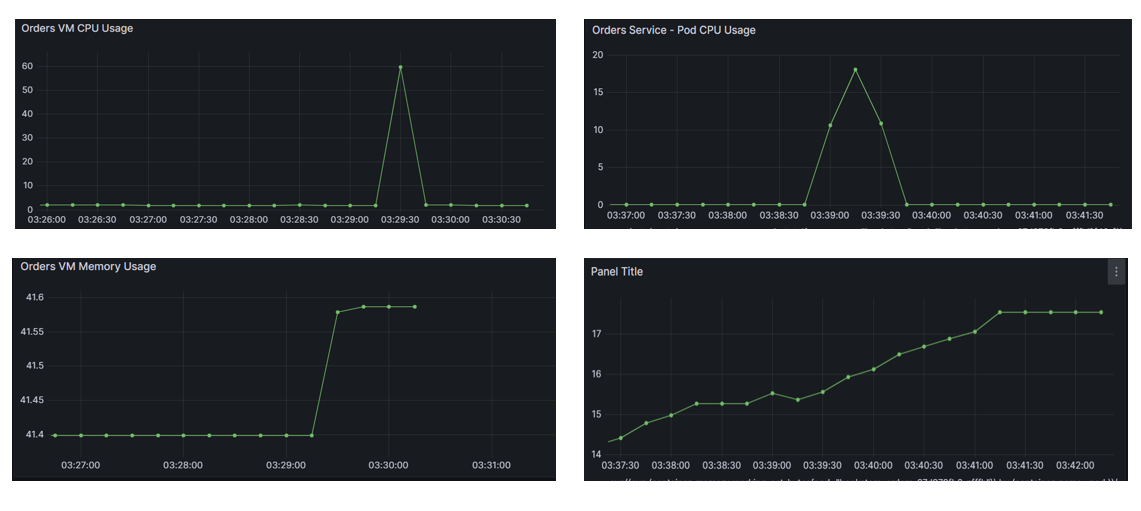 Orders VM CPU Usage
60
50
40
30
20
10
0
03:26:00 03:26:30 03:27:00 03:27:30 03:28:00 03:28:30 03:29:00 03:29:30 03:30:00 03:30:30
Orders Service - Pod CPU Usage
20
15
10
5
0
03:37:00 03:37:30 03:38:00 03:38:30 03:39:00 03:39:30 03:40:00 03:40:30 03:41:00 03:41:30
Orders VM Memory Usage
41.6
41.55
41.5
41.45
41.4
03:27:00 03:28:00 03:29:00 03:30:00 03:31:00
Panel Title
17
16
15
14
03:37:30 03:38:00 03:38:30 03:39:00 03:39:30 03:40:00 03:40:30 03:41:00 03:41:30 03:42:00